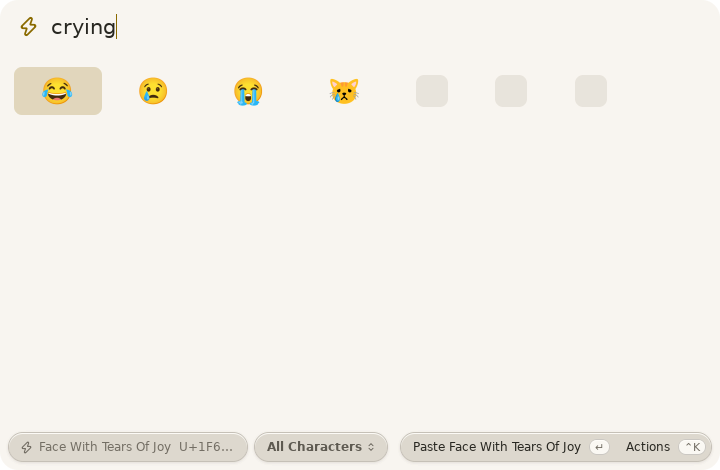 crying
😂 😢 😭 😿
Face With Tears Of Joy U+1F6…
All Characters
Paste Face With Tears Of Joy ↵ Actions ⌃K